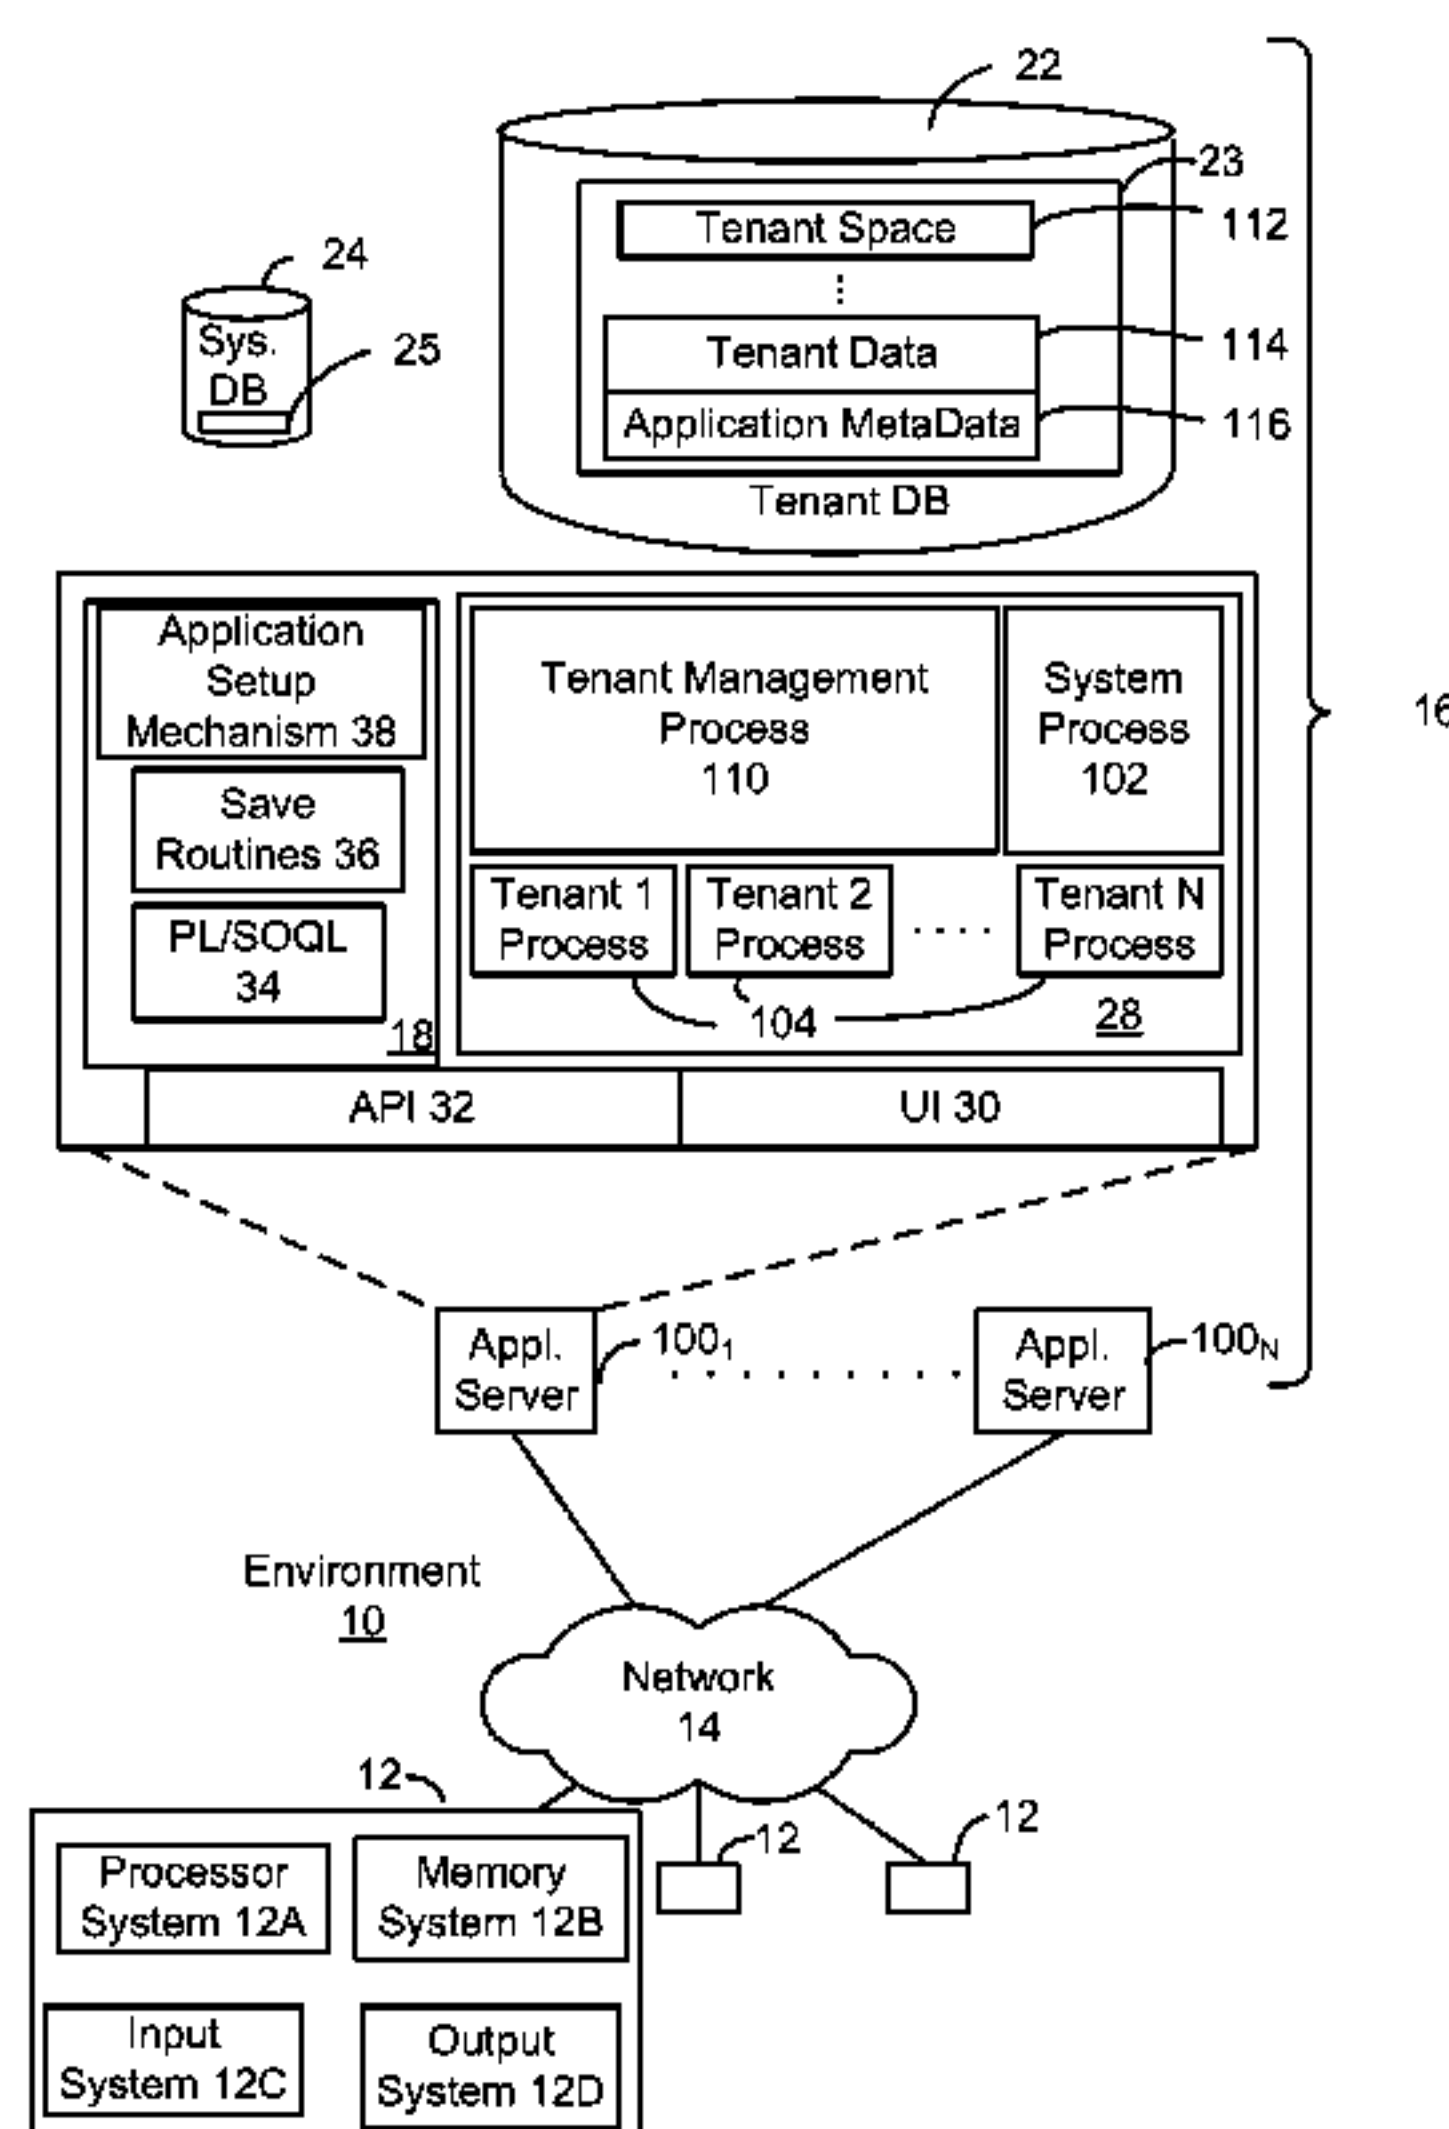 22
23
Tenant Space
112
24
Sys.
DB
25
Tenant Data
114
Application MetaData
116
Tenant DB
Application
Setup
Mechanism 38
Tenant Management
Process
110
System
Process
102
16
Save
Routines 36
PL/SOQL
34
18
Tenant 1
Process
Tenant 2
Process
Tenant N
Process
104
28
API 32
UI 30
Appl.
Server
100₁
Appl.
Server
100N
Environment
10
Network
14
12
12
12
Processor
System 12A
Memory
System 12B
Input
System 12C
Output
System 12D